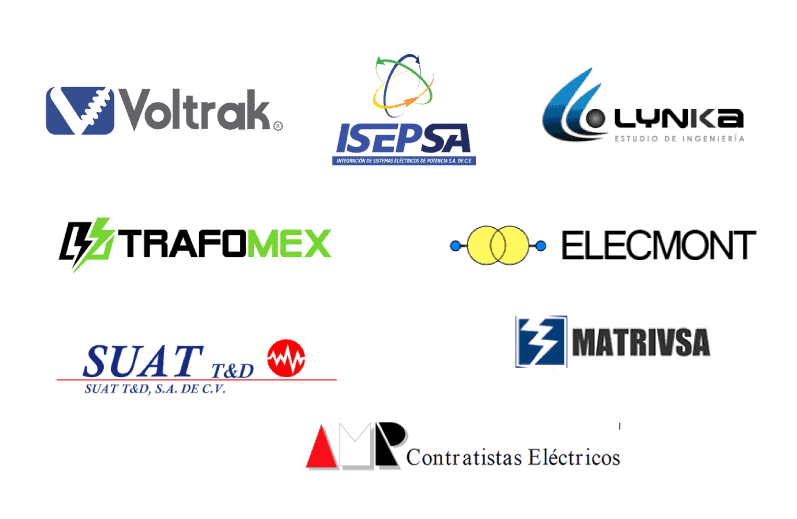 Voltrak®
ISEPSA
INTEGRACIÓN DE SISTEMAS ELÉCTRICOS DE POTENCIA S.A. DE C.V.
LYNKA
ESTUDIO DE INGENIERÍA
TRAFOMEX
ELECMONT
SUAT T&D
SUAT T&D, S.A. DE C.V.
MATRIVSA
AMR Contratistas Eléctricos